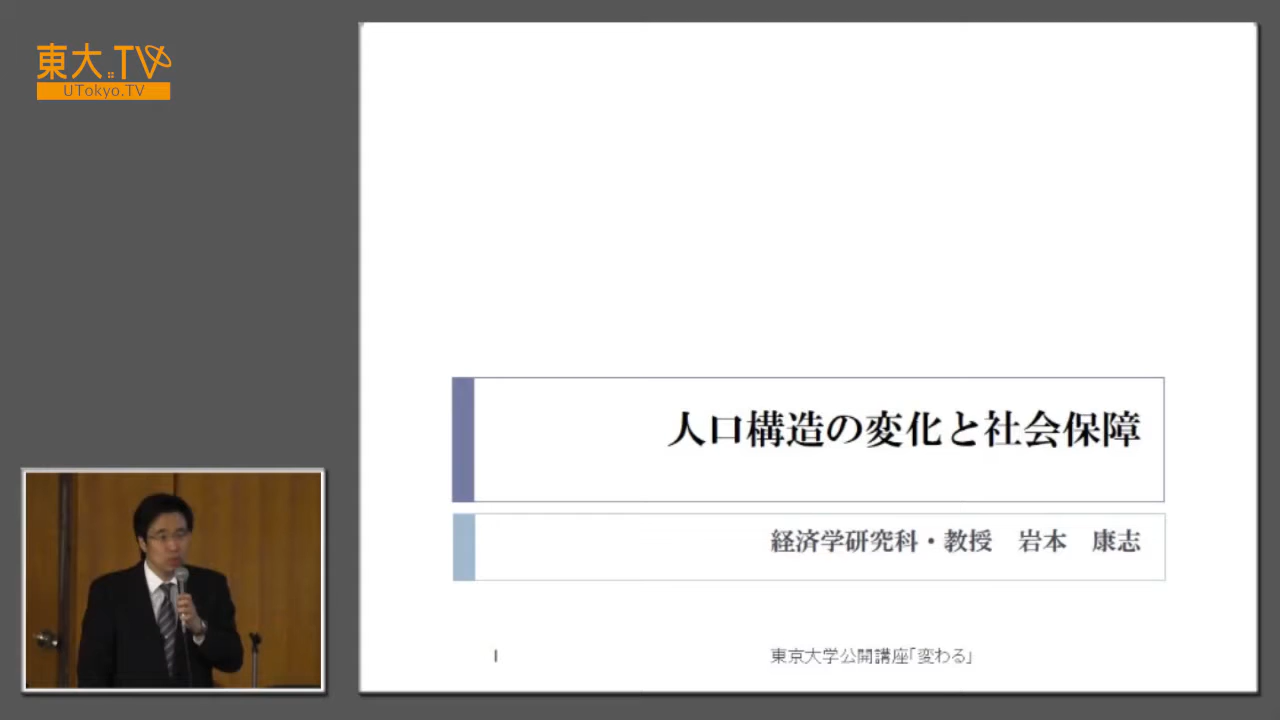 東大.TV
UTokyo.TV
人口構造の変化と社会保障
経済学研究科・教授　岩本　康志
1
東京大学公開講座「変わる」